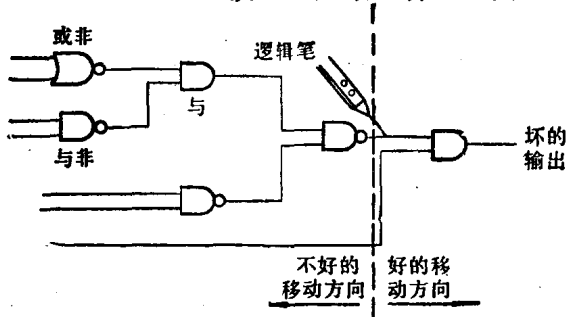 或非
逻辑笔
与
与非
坏的
输出
不好的
移动方向
好的移
动方向